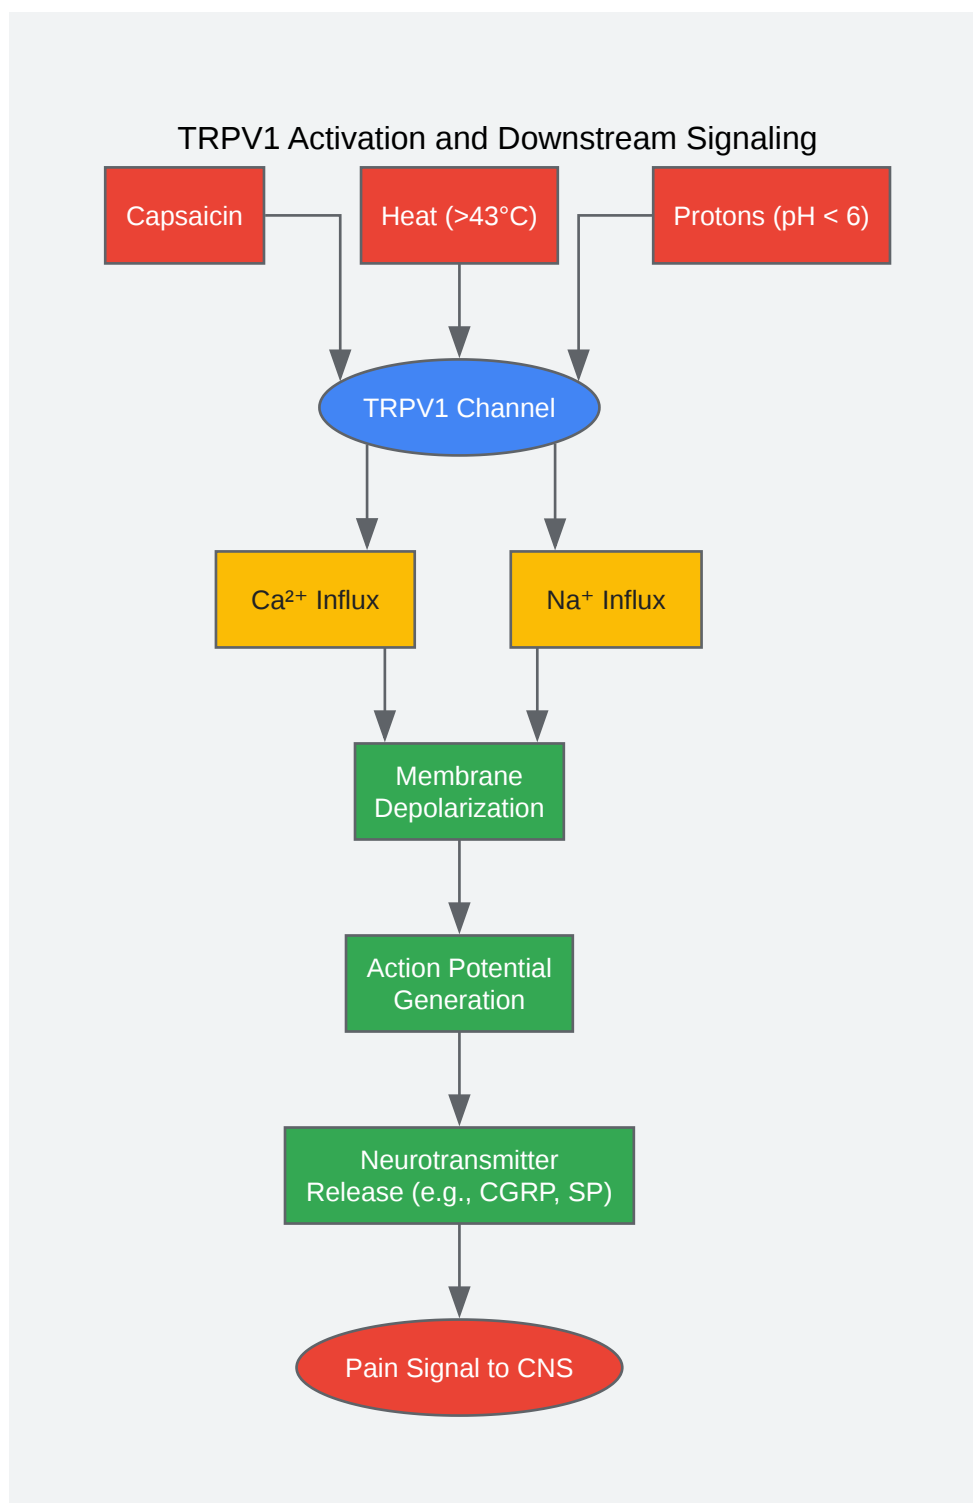 TRPV1 Activation and Downstream Signaling
Capsaicin
Heat (>43°C)
Protons (pH < 6)
TRPV1 Channel
Ca²⁺ Influx
Na⁺ Influx
Membrane
Depolarization
Action Potential
Generation
Neurotransmitter
Release (e.g., CGRP, SP)
Pain Signal to CNS